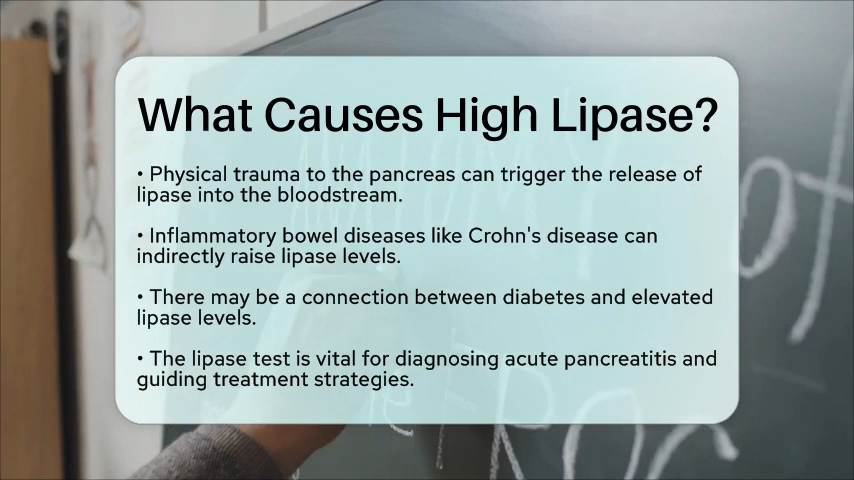 What Causes High Lipase?
• Physical trauma to the pancreas can trigger the release of
lipase into the bloodstream.
• Inflammatory bowel diseases like Crohn's disease can
indirectly raise lipase levels.
• There may be a connection between diabetes and elevated
lipase levels.
• The lipase test is vital for diagnosing acute pancreatitis and
guiding treatment strategies.
of